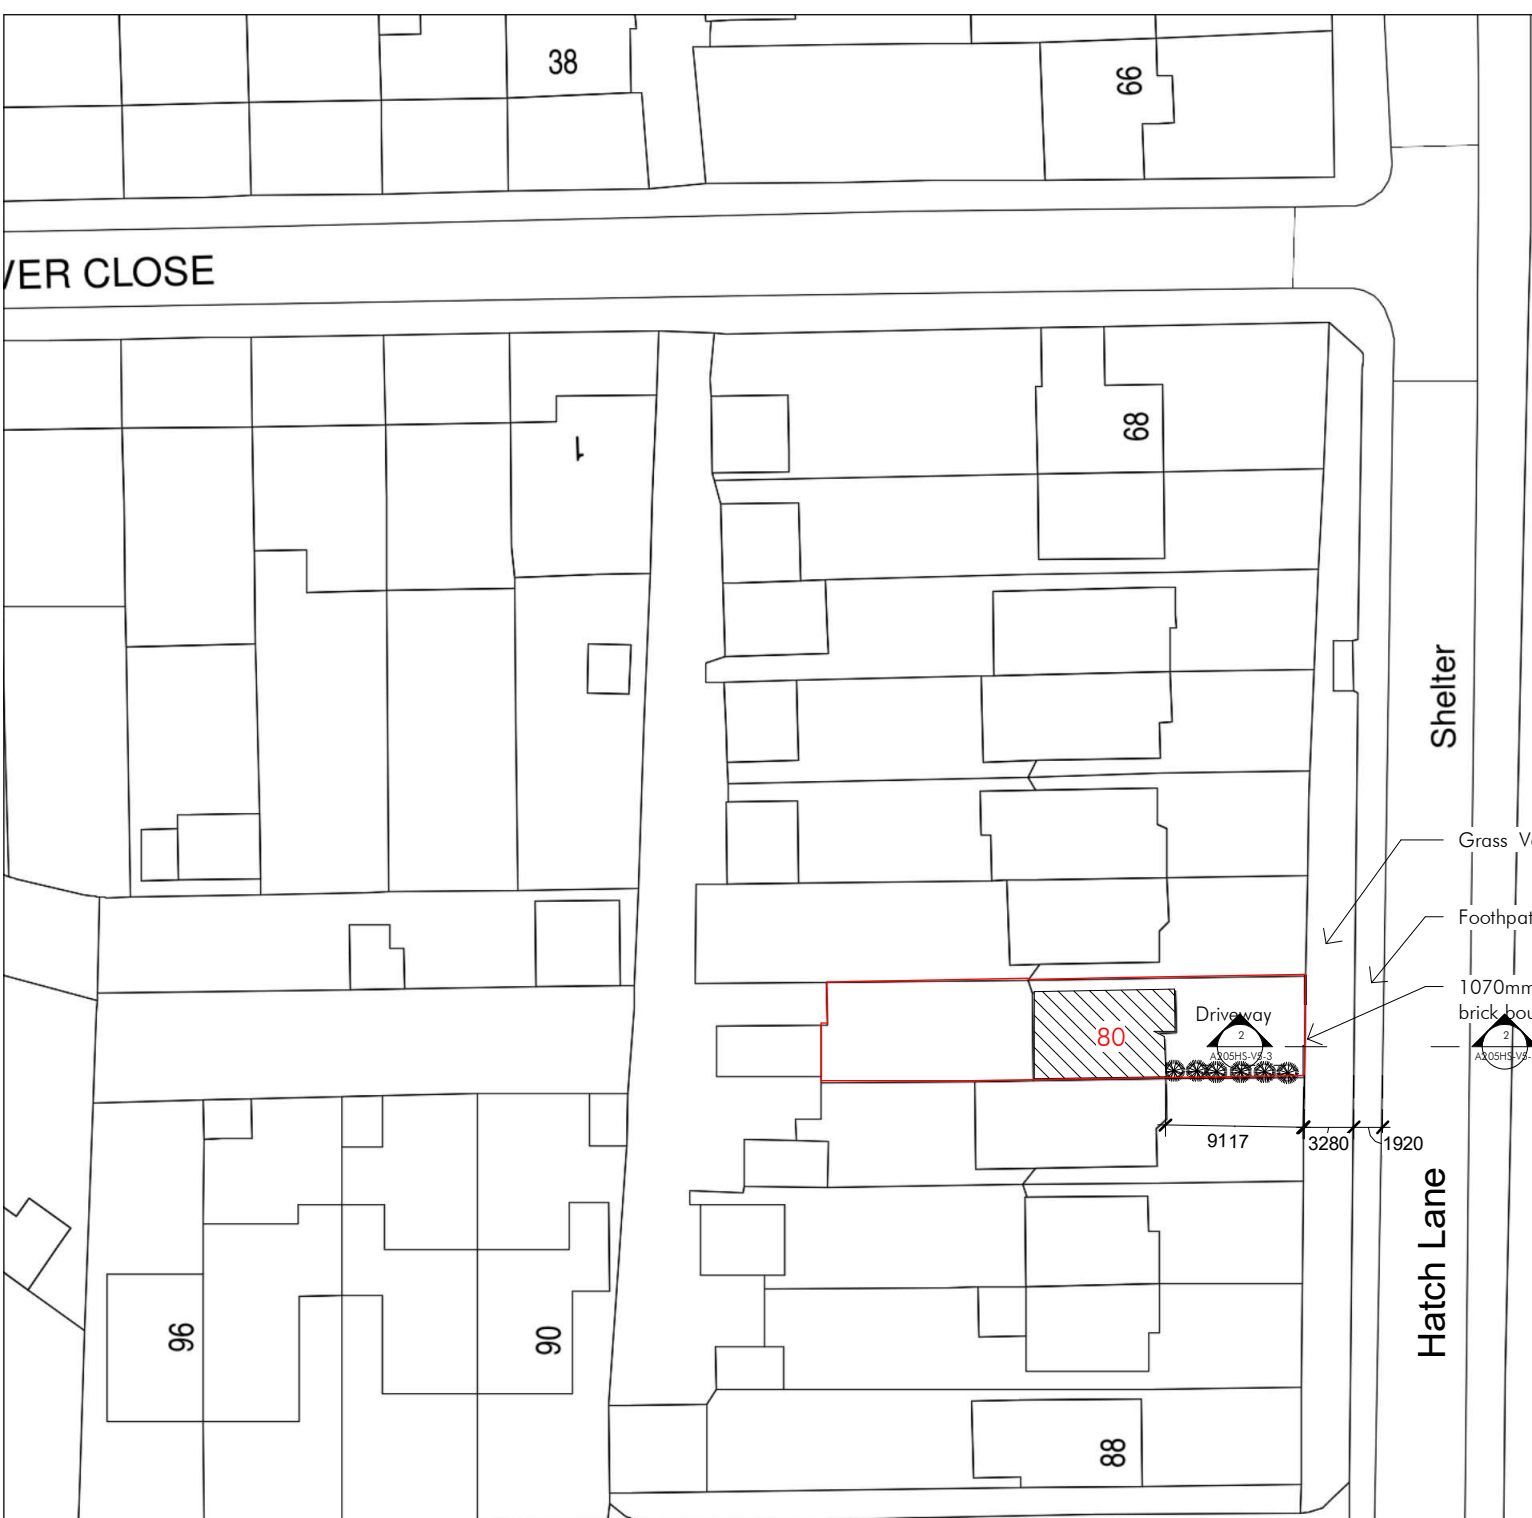 38
66
VER CLOSE
1
68
Shelter
Grass V
Foothpat
1070mm
brick bou
Driveway
80
2
A205HS-VS-3
2
A205HS-VS-
9117
3280
1920
Hatch Lane
96
90
88